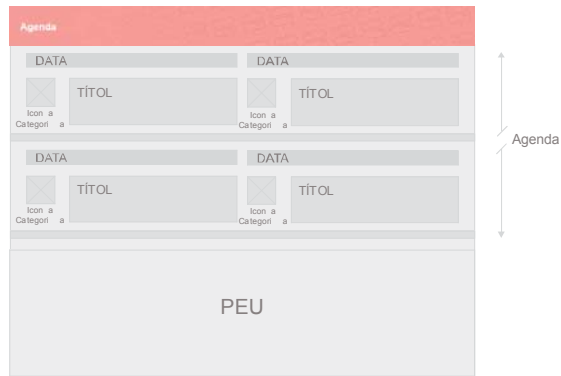 Agenda
DATA DATA
TÍTOL TÍTOL
Icon a Icon a
Categori a Categori a
Agenda
DATA DATA
TÍTOL TÍTOL
Icon a Icon a
Categori a Categori a
PEU